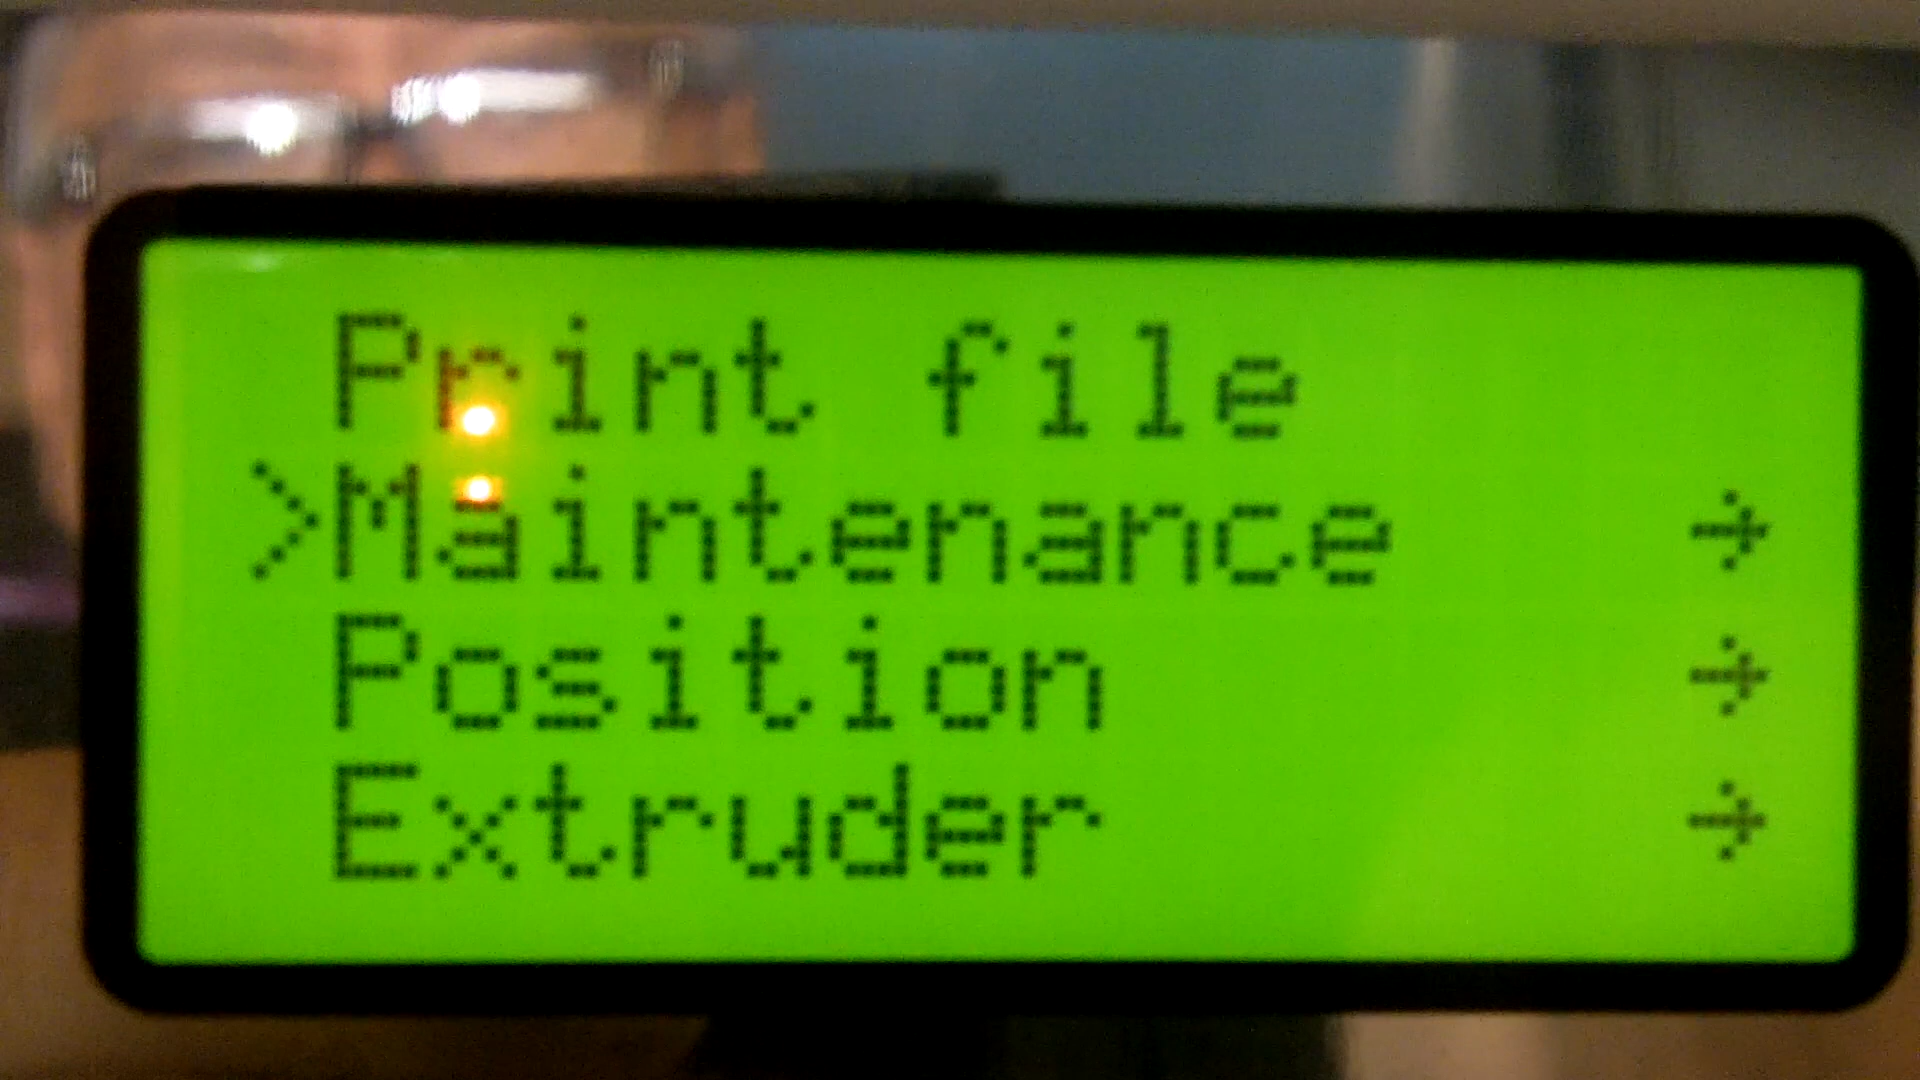 Print file
>Maintenance →
Position →
Extruder →